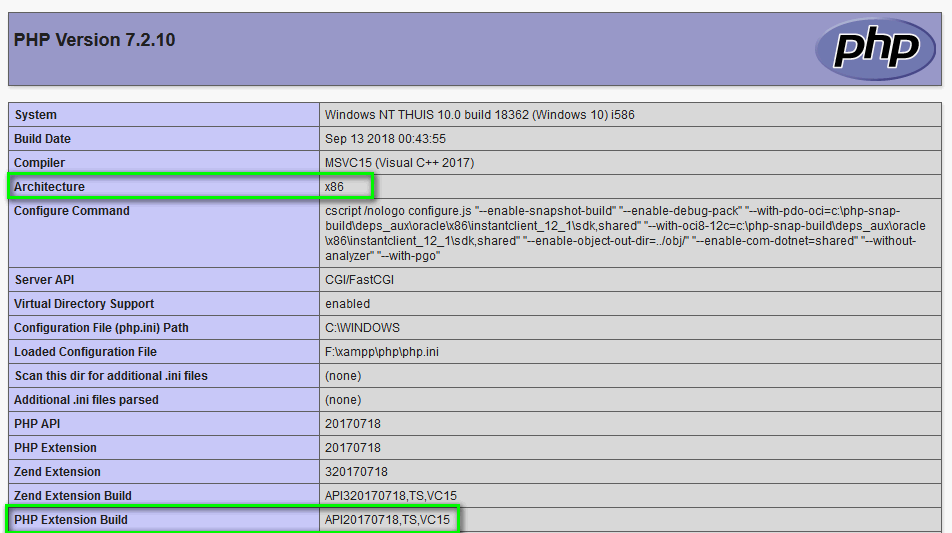 PHP Version 7.2.10
php
System Windows NT THUIS 10.0 build 18362 (Windows 10) i586
Build Date Sep 13 2018 00:43:55
Compiler MSVC15 (Visual C++ 2017)
Architecture x86
Configure Command cscript /nologo configure.js "--enable-snapshot-build" "--enable-debug-pack" "--with-pdo-oci=c:\php-snap-
build\deps_aux\oracle\x86\instantclient_12_1\sdk,shared" "--with-oci8-12c=c:\php-snap-build\deps_aux\oracle
\x86\instantclient_12_1\sdk,shared" "--enable-object-out-dir=../obj/" "--enable-com-dotnet=shared" "--without-
analyzer" "--with-pgo"
Server API CGI/FastCGI
Virtual Directory Support enabled
Configuration File (php.ini) Path C:\WINDOWS
Loaded Configuration File F:\xampp\php\php.ini
Scan this dir for additional .ini files (none)
Additional .ini files parsed (none)
PHP API 20170718
PHP Extension 20170718
Zend Extension 320170718
Zend Extension Build API320170718,TS,VC15
PHP Extension Build API20170718,TS,VC15